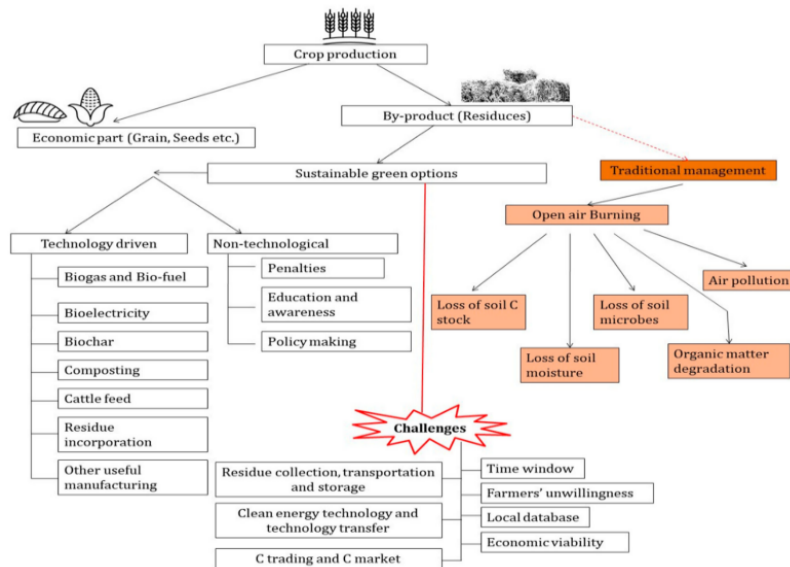 Crop production
Economic part (Grain, Seeds etc.)
By-product (Residuces)
Sustainable green options
Traditional management
Open air Burning
Technology driven
Non-technological
Biogas and Bio-fuel
Bioelectricity
Biochar
Composting
Cattle feed
Residue
incorporation
Other useful
manufacturing
Penalties
Education and
awareness
Policy making
Loss of soil C
stock
Loss of soil
moisture
Loss of soil
microbes
Organic matter
degradation
Air pollution
Challenges
Residue collection, transportation
and storage
Clean energy technology and
technology transfer
C trading and C market
Time window
Farmers' unwillingness
Local database
Economic viability